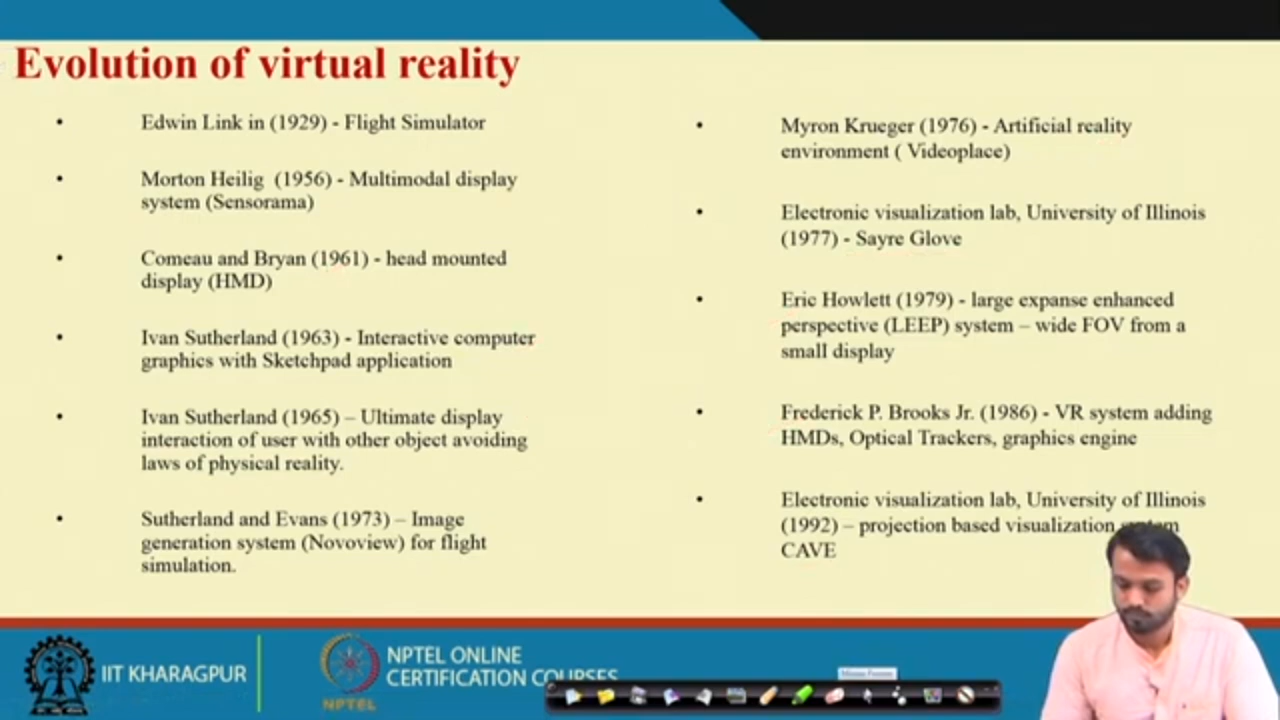 Evolution of virtual reality
• Edwin Link in (1929) - Flight Simulator
• Morton Heilig (1956) - Multimodal display
system (Sensorama)
• Comeau and Bryan (1961) - head mounted
display (HMD)
• Ivan Sutherland (1963) - Interactive computer
graphics with Sketchpad application
• Ivan Sutherland (1965) – Ultimate display
interaction of user with other object avoiding
laws of physical reality.
• Sutherland and Evans (1973) – Image
generation system (Novoview) for flight
simulation.
• Myron Krueger (1976) - Artificial reality
environment ( Videoplace)
• Electronic visualization lab, University of Illinois
(1977) - Sayre Glove
• Eric Howlett (1979) - large expanse enhanced
perspective (LEEP) system – wide FOV from a
small display
• Frederick P. Brooks Jr. (1986) - VR system adding
HMDs, Optical Trackers, graphics engine
• Electronic visualization lab, University of Illinois
(1992) – projection based visualization system
CAVE
IIT KHARAGPUR
NPTEL
NPTEL ONLINE
CERTIFICATION COURSES